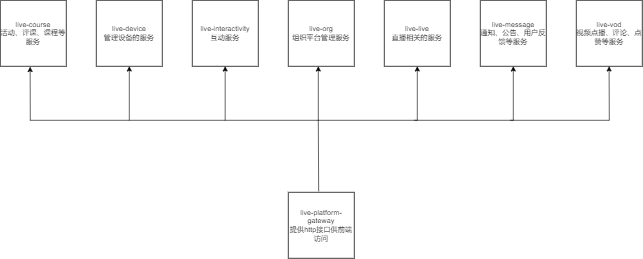 live-course
活动、评课、课程等
服务
live-device
管理设备的服务
live-interactivity
互动服务
live-org
组织平台管理服务
live-live
直播相关的服务
live-message
通知、公告、用户反
馈等服务
live-vod
视频点播、评论、点
赞等服务
live-platform-
gateway
提供http接口供前端
访问